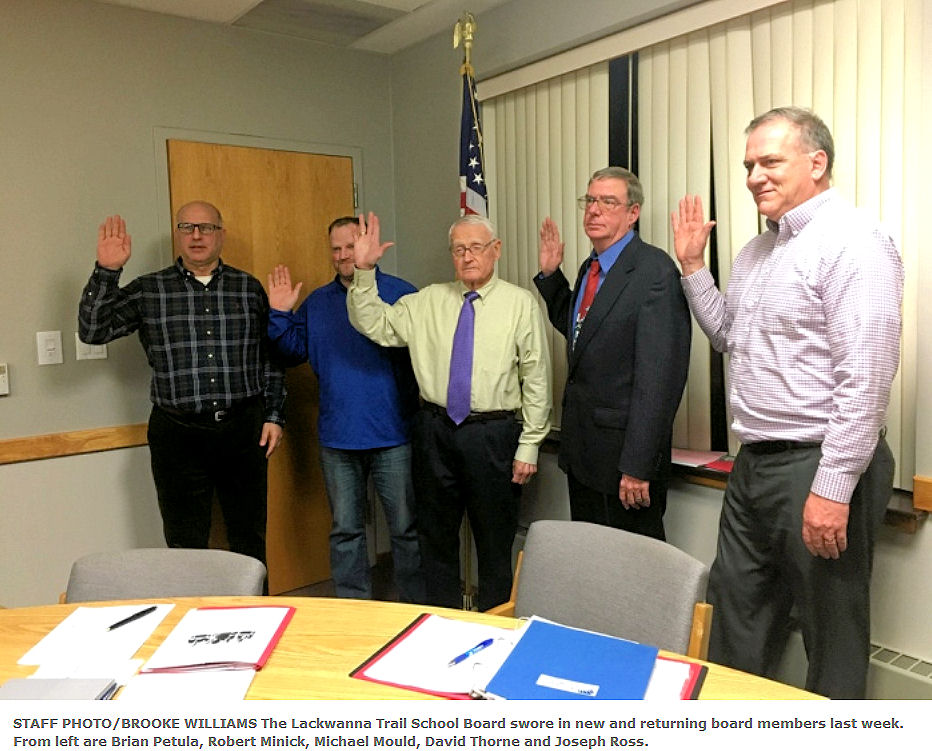 STAFF PHOTO/BROOKE WILLIAMS The Lackwanna Trail School Board swore in new and returning board members last week.
From left are Brian Petula, Robert Minick, Michael Mould, David Thorne and Joseph Ross.